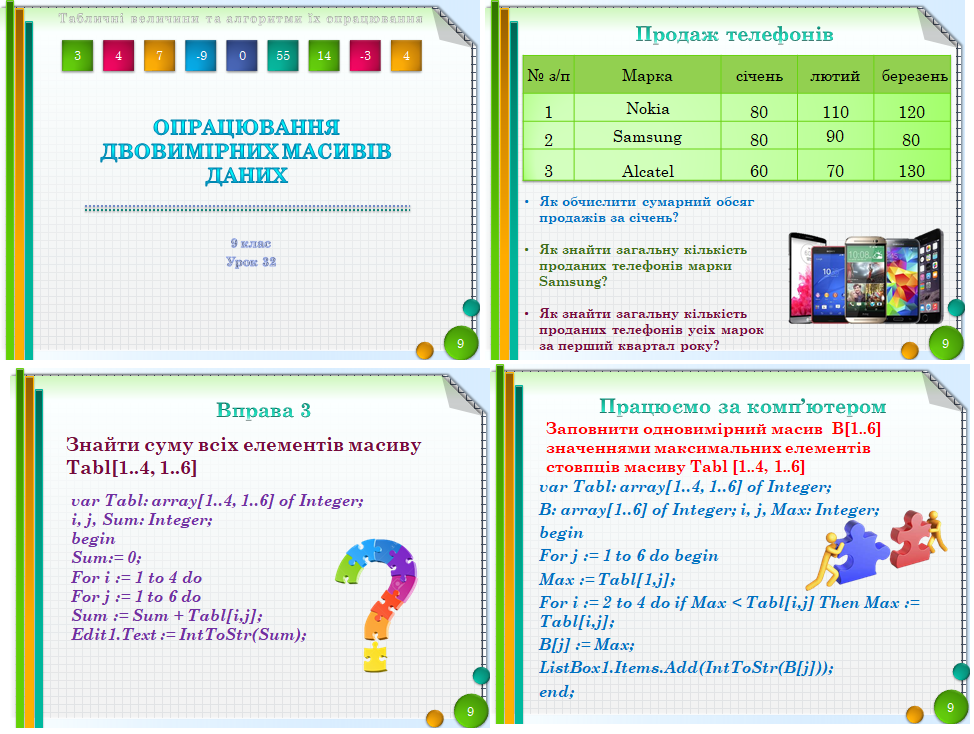 Табличні величини та алгоритми їх опрацювання
3 4 7 -9 0 55 14 -3 4
ОПРАЦЮВАННЯ
ДВОВИМІРНИХ МАСИВІВ
ДАНИХ
9 клас
Урок 32
9
Продаж телефонів
№ з/п Марка січень лютий березень
1 Nokia 80 110 120
2 Samsung 80 90 80
3 Alcatel 60 70 130
• Як обчислити сумарний обсяг
продажів за січень?
• Як знайти загальну кількість
проданих телефонів марки
Samsung?
• Як знайти загальну кількість
проданих телефонів усіх марок
за перший квартал року?
9
Вправа 3
Знайти суму всіх елементів масиву
Tabl[1..4, 1..6]
var Tabl: array[1..4, 1..6] of Integer;
i, j, Sum: Integer;
begin
Sum:= 0;
For i := 1 to 4 do
For j := 1 to 6 do
Sum := Sum + Tabl[i,j];
Edit1.Text := IntToStr(Sum);
9
Працюємо за комп’ютером
Заповнити одновимірний масив B[1..6]
значеннями максимальних елементів
стовпців масиву Tabl [1..4, 1..6]
var Tabl: array[1..4, 1..6] of Integer;
B: array[1..6] of Integer; i, j, Max: Integer;
begin
For j := 1 to 6 do begin
Max := Tabl[1,j];
For i := 2 to 4 do if Max < Tabl[i,j] Then Max :=
Tabl[i,j];
B[j] := Max;
ListBox1.Items.Add(IntToStr(B[j]));
end;
9